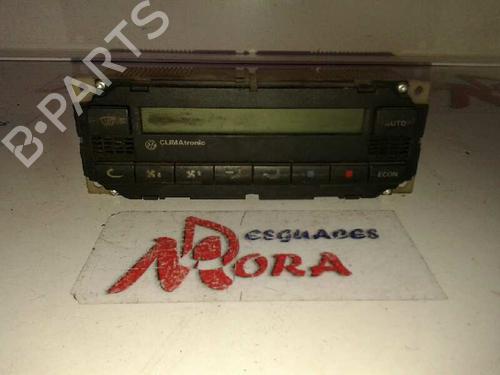 B-PARTS
AUTO
CLIMAtronic
ECON
DESGUACES
MORA